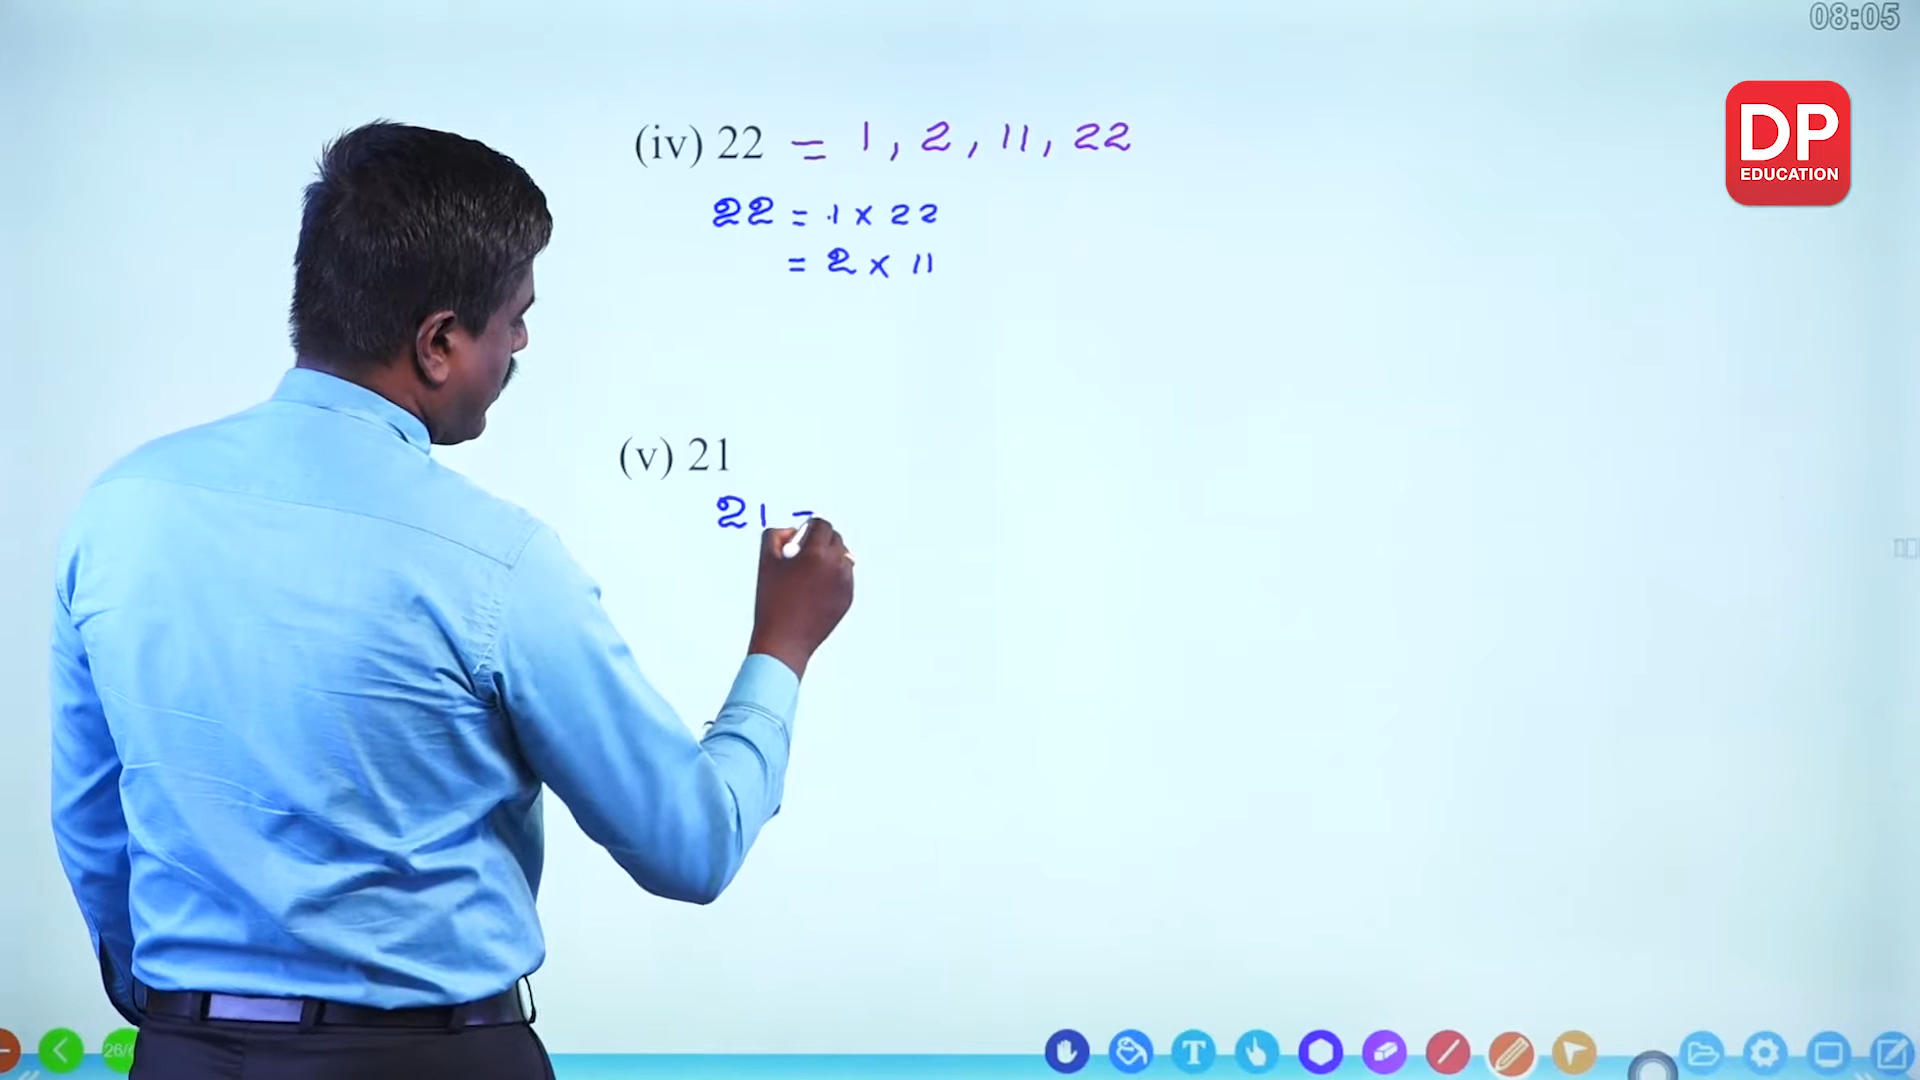 08:05
DP
EDUCATION
(iv) 22 = 1, 2, 11, 22
22 = 1 × 22
= 2 × 11
(v) 21
21 =
T